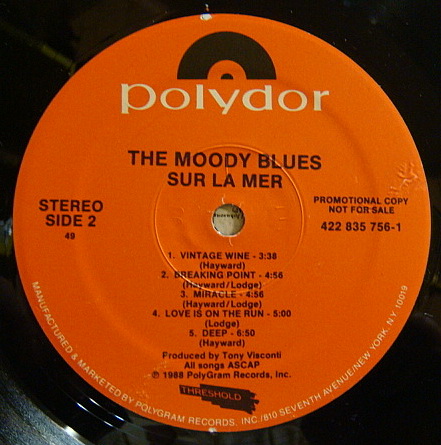 polydor
THE MOODY BLUES
SUR LA MER
STEREO
SIDE 2
49
PROMOTIONAL COPY
NOT FOR SALE
422 835 756-1
1. VINTAGE WINE - 3:38
(Hayward)
2. BREAKING POINT - 4:56
(Hayward/Lodge)
3. MIRACLE - 4:56
(Hayward/Lodge)
4. LOVE IS ON THE RUN - 5:00
(Lodge)
5. DEEP - 6:50
(Hayward)
Produced by Tony Visconti
All songs ASCAP
℗ 1988 PolyGram Records, Inc.
THRESHOLD
MANUFACTURED & MARKETED BY POLYGRAM RECORDS, INC./810 SEVENTH AVENUE/NEW YORK, N.Y. 10019